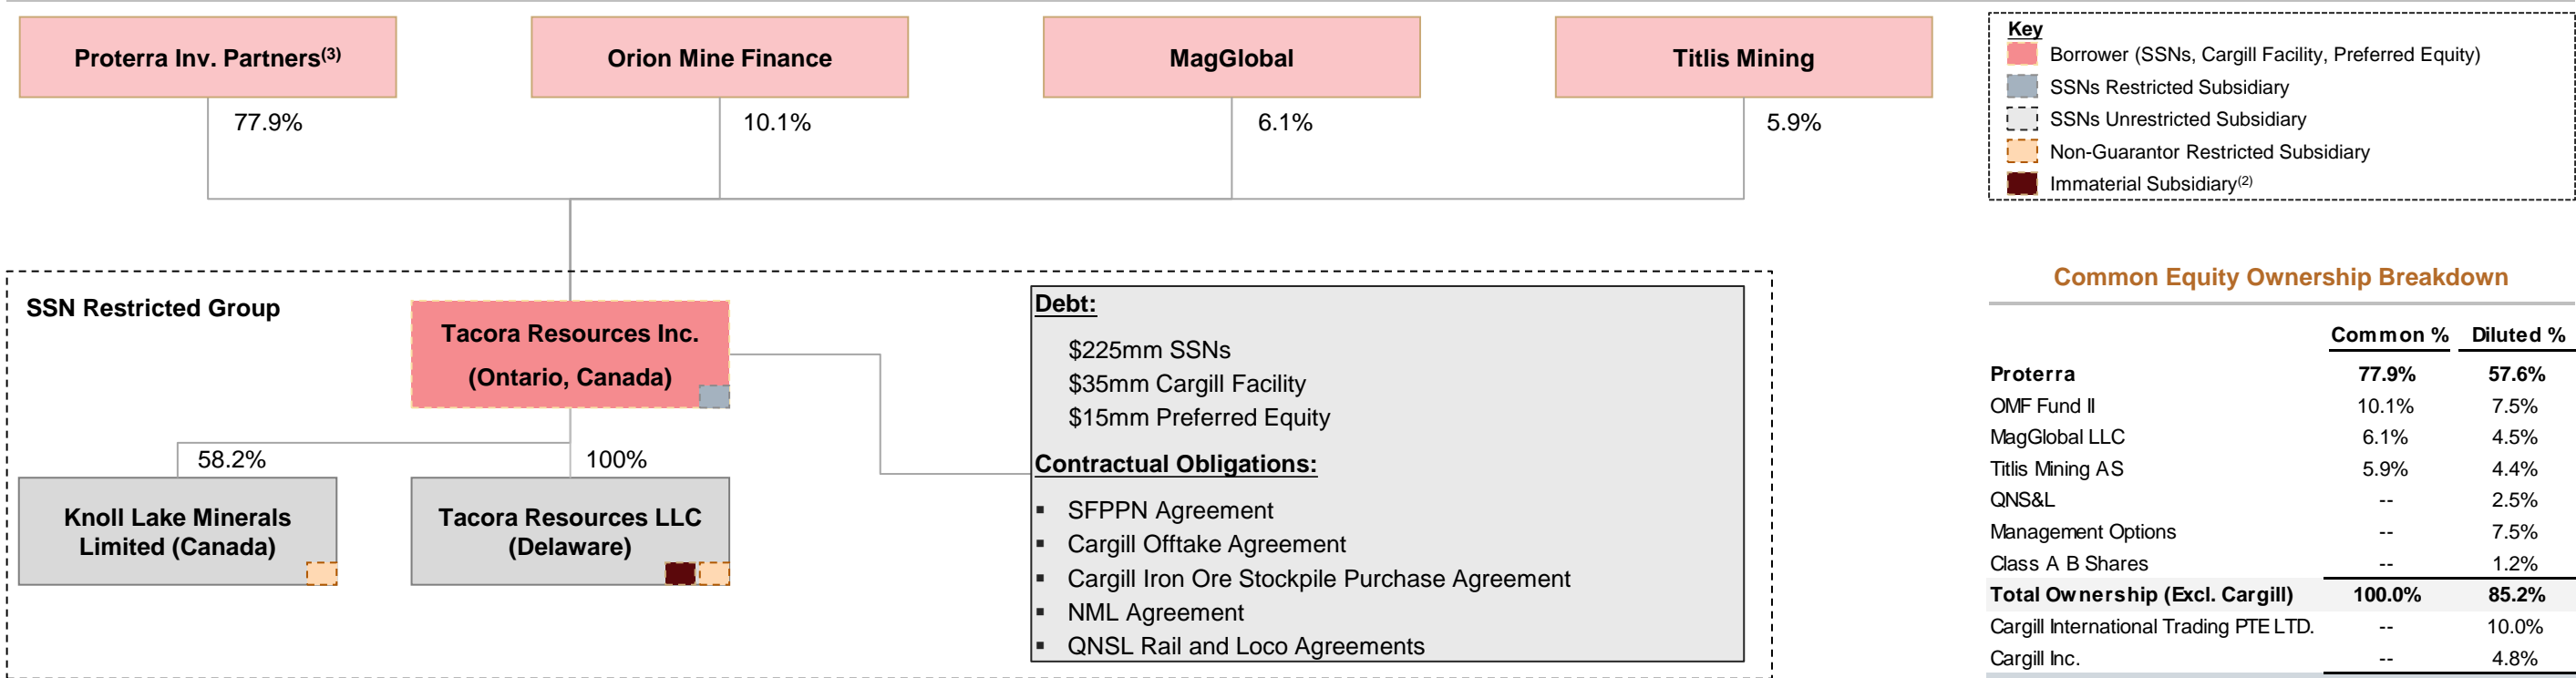 Proterra Inv. Partners(3)
Orion Mine Finance
MagGlobal
Titlis Mining
77.9%
10.1%
6.1%
5.9%
Key
Borrower (SSNs, Cargill Facility, Preferred Equity)
SSNs Restricted Subsidiary
SSNs Unrestricted Subsidiary
Non-Guarantor Restricted Subsidiary
Immaterial Subsidiary(2)
SSN Restricted Group
Tacora Resources Inc.
(Ontario, Canada)
58.2%
100%
Knoll Lake Minerals
Limited (Canada)
Tacora Resources LLC
(Delaware)
Debt:
$225mm SSNs
$35mm Cargill Facility
$15mm Preferred Equity
Contractual Obligations:
▪ SFPPN Agreement
▪ Cargill Offtake Agreement
▪ Cargill Iron Ore Stockpile Purchase Agreement
▪ NML Agreement
▪ QNSL Rail and Loco Agreements
Common Equity Ownership Breakdown
Common % Diluted %
Proterra 77.9% 57.6%
OMF Fund II 10.1% 7.5%
MagGlobal LLC 6.1% 4.5%
Titlis Mining AS 5.9% 4.4%
QNS&L -- 2.5%
Management Options -- 7.5%
Class A B Shares -- 1.2%
Total Ownership (Excl. Cargill) 100.0% 85.2%
Cargill International Trading PTE LTD. -- 10.0%
Cargill Inc. -- 4.8%